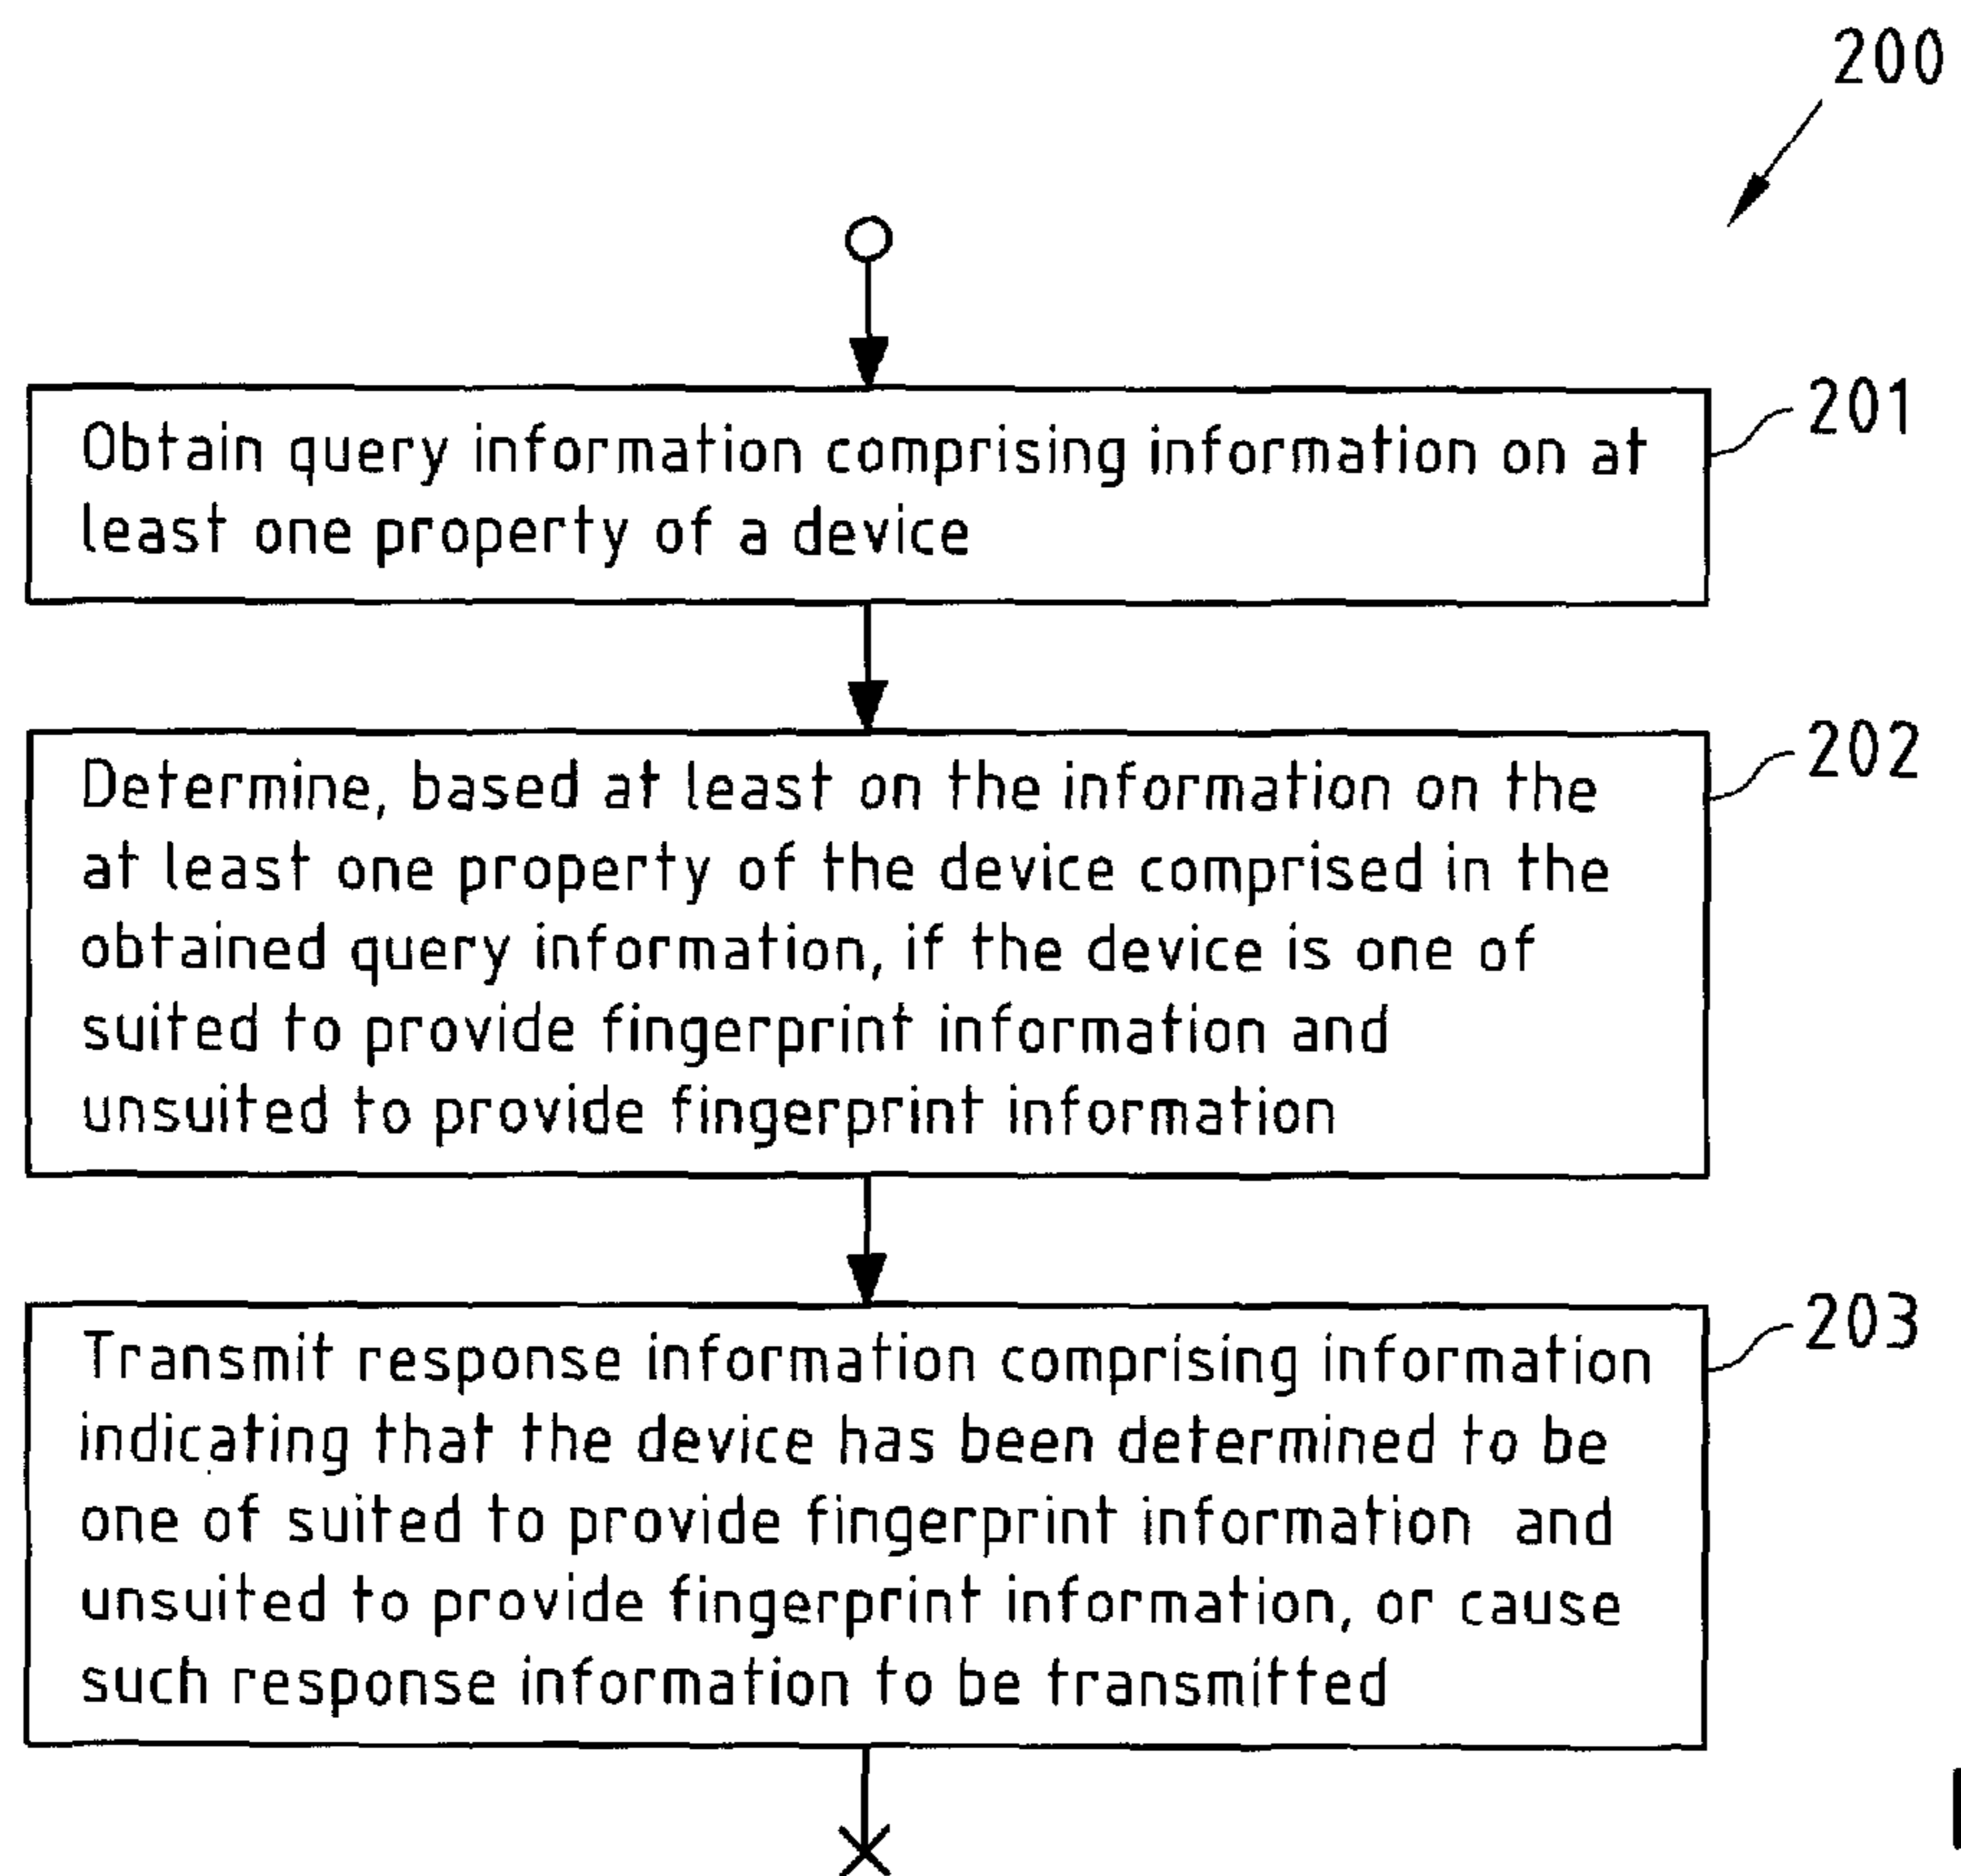 200
201
Obtain query information comprising information on at
least one property of a device
202
Determine, based at least on the information on the
at least one property of the device comprised in the
obtained query information, if the device is one of
suited to provide fingerprint information and
unsuited to provide fingerprint information
203
Transmit response information comprising information
indicating that the device has been determined to be
one of suited to provide fingerprint information and
unsuited to provide fingerprint information, or cause
such response information to be transmitted